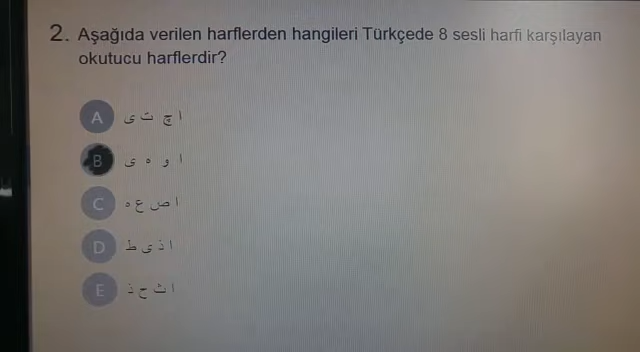 2. Aşağıda verilen harflerden hangileri Türkçede 8 sesli harfi karşılayan
okutucu harflerdir?
A ا چ ت ى
B ا و ه ى
C ا ص ع ه
D ا ذ ى ط
E ا ث ح ذ